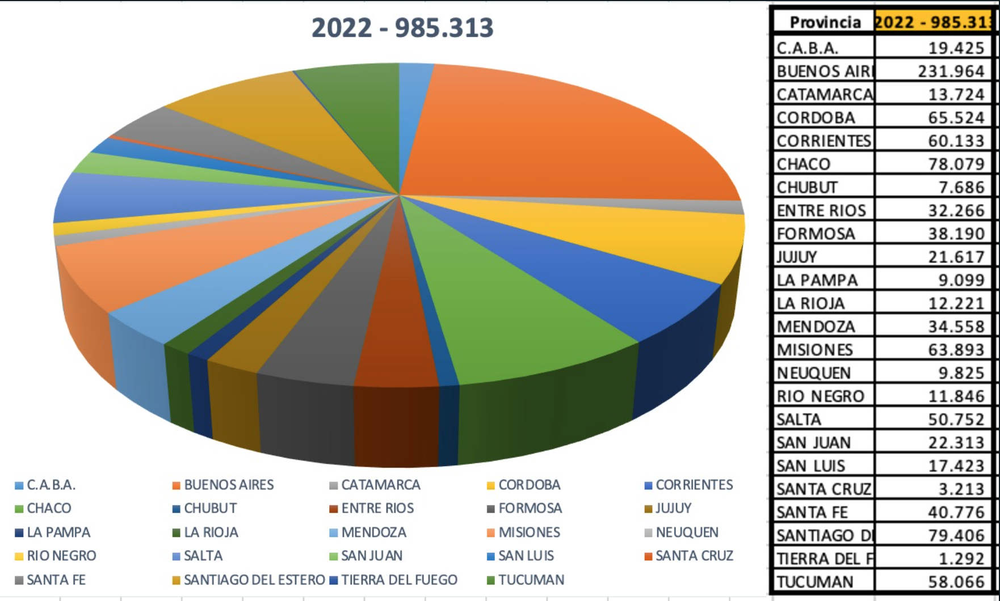 2022 - 985.313
C.A.B.A. BUENOS AIRES CATAMARCA CORDOBA CORRIENTES
CHACO CHUBUT ENTRE RIOS FORMOSA JUJUY
LA PAMPA LA RIOJA MENDOZA MISIONES NEUQUEN
RIO NEGRO SALTA SAN JUAN SAN LUIS SANTA CRUZ
SANTA FE SANTIAGO DEL ESTERO TIERRA DEL FUEGO TUCUMAN
Provincia 2022 - 985.313
C.A.B.A. 19.425
BUENOS AIRI 231.964
CATAMARCA 13.724
CORDOBA 65.524
CORRIENTES 60.133
CHACO 78.079
CHUBUT 7.686
ENTRE RIOS 32.266
FORMOSA 38.190
JUJUY 21.617
LA PAMPA 9.099
LA RIOJA 12.221
MENDOZA 34.558
MISIONES 63.893
NEUQUEN 9.825
RIO NEGRO 11.846
SALTA 50.752
SAN JUAN 22.313
SAN LUIS 17.423
SANTA CRUZ 3.213
SANTA FE 40.776
SANTIAGO DI 79.406
TIERRA DEL F 1.292
TUCUMAN 58.066